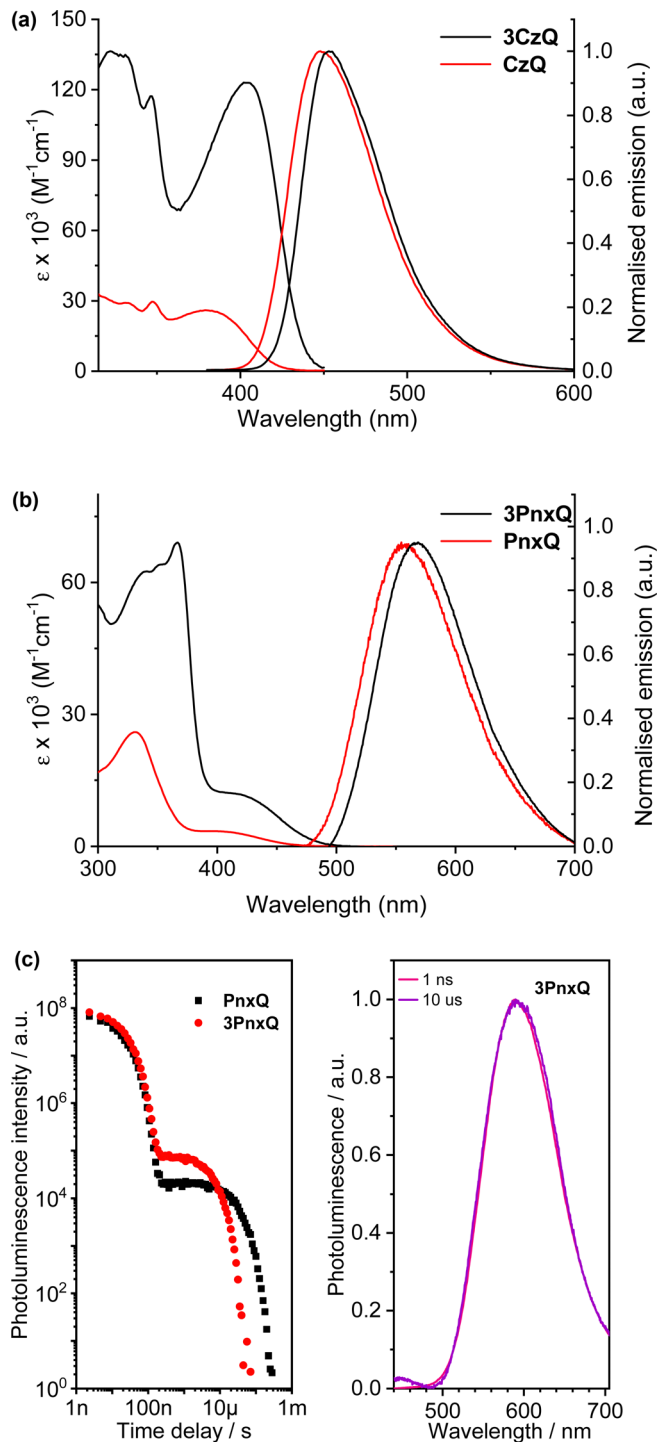 (a)
3CzQ
CzQ
ε x 10³ (M⁻¹cm⁻¹)
150
120
90
60
30
0
1.0
0.8
0.6
0.4
0.2
0.0
Normalised emission (a.u.)
400
500
600
Wavelength (nm)
(b)
3PnxQ
PnxQ
ε x 10³ (M⁻¹cm⁻¹)
60
30
0
1.0
0.8
0.6
0.4
0.2
0.0
Normalised emission (a.u.)
300
400
500
600
700
Wavelength (nm)
(c)
PnxQ
3PnxQ
Photoluminescence intensity / a.u.
10⁸
10⁶
10⁴
10²
10⁰
1n
100n
10µ
1m
Time delay / s
1 ns
10 us
3PnxQ
Photoluminescence / a.u.
1.0
0.8
0.6
0.4
0.2
0.0
500
600
700
Wavelength / nm